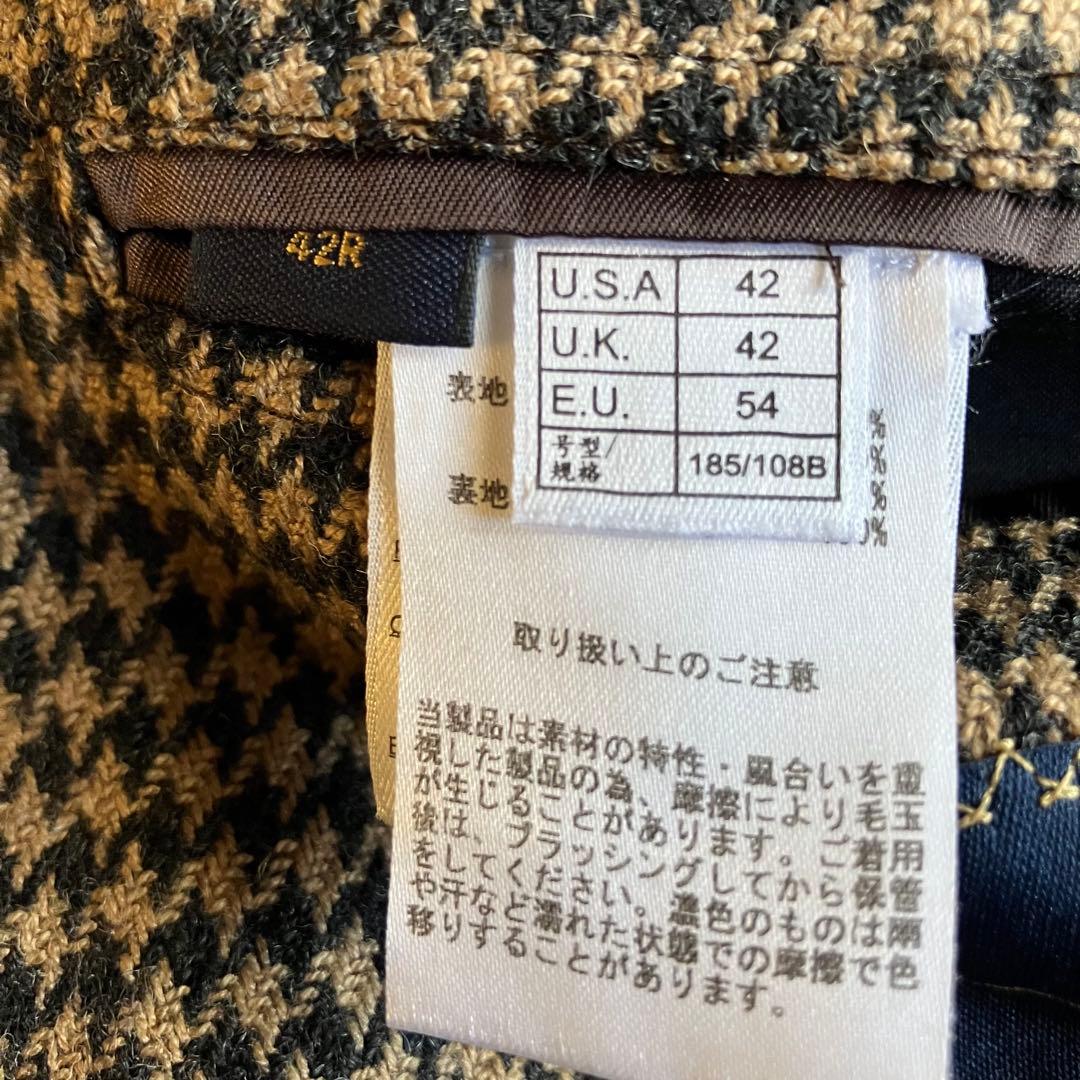 42R
U.S.A 42
U.K. 42
E.U. 54
号型/規格 185/108B
表地 %
%
表地 %
%
取り扱い上のご注意
当製品は素材の特性・風合いを重
視した製品の為、摩擦により毛玉
が生じることがあります。ご着用
後は、ブラッシングしてから保管
をしてください。濃色のものは雨
や汗など濡れた状態での摩擦で色
移りすることがあります。